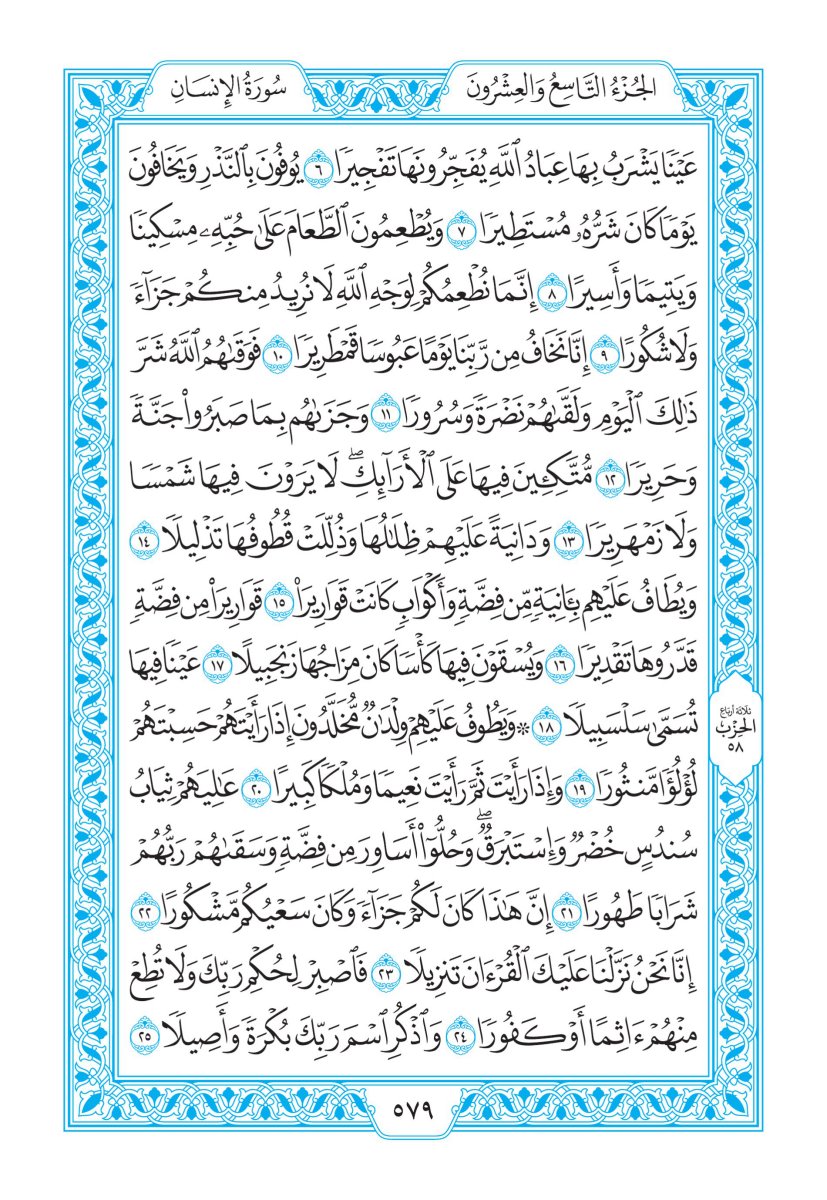 الجُزْءُ التَّاسِعُ وَالعِشْرُونَ
سُورَةُ الإِنسَانِ
عَيْنٗا يَشْرَبُ بِهَا عِبَادُ ٱللَّهِ يُفَجِّرُونَهَا تَفْجِيرٗا ٦ يُوفُونَ بِٱلنَّذْرِ وَيَخَافُونَ
يَوْمٗا كَانَ شَرُّهُۥ مُسْتَطِيرٗا ٧ وَيُطْعِمُونَ ٱلطَّعَامَ عَلَىٰ حُبِّهِۦ مِسْكِينٗا
وَيَتِيمٗا وَأَسِيرًا ٨ إِنَّمَا نُطْعِمُكُمْ لِوَجْهِ ٱللَّهِ لَا نُرِيدُ مِنكُمْ جَزَآءٗ
وَلَا شُكُورًا ٩ إِنَّا نَخَافُ مِن رَّبِّنَا يَوْمًا عَبُوسٗا قَمْطَرِيرٗا ١٠ فَوَقَىٰهُمُ ٱللَّهُ شَرَّ
ذَٰلِكَ ٱلْيَوْمِ وَلَقَّىٰهُمْ نَضْرَةٗ وَسُرُورٗا ١١ وَجَزَىٰهُم بِمَا صَبَرُوا۟ جَنَّةٗ
وَحَرِيرٗا ١٢ مُّتَّكِـِٔينَ فِيهَا عَلَى ٱلْأَرَآئِكِۖ لَا يَرَوْنَ فِيهَا شَمْسٗا
وَلَا زَمْهَرِيرٗا ١٣ وَدَانِيَةً عَلَيْهِمْ ظِلَٰلُهَا وَذُلِّلَتْ قُطُوفُهَا تَذْلِيلٗا ١٤
وَيُطَافُ عَلَيْهِم بِـَٔانِيَةٖ مِّن فِضَّةٖ وَأَكْوَابٖ كَانَتْ قَوَارِيرَا۠ ١٥ قَوَارِيرَا۟ مِن فِضَّةٖ
قَدَّرُوهَا تَقْدِيرٗا ١٦ وَيُسْقَوْنَ فِيهَا كَأْسٗا كَانَ مِزَاجُهَا زَنجَبِيلًا ١٧ عَيْنٗا فِيهَا
تُسَمَّىٰ سَلْسَبِيلٗا ١٨ ۞ وَيَطُوفُ عَلَيْهِمْ وِلْدَٰنٞ مُّخَلَّدُونَ إِذَا رَأَيْتَهُمْ حَسِبْتَهُمْ
لُؤْلُؤٗا مَّنثُورٗا ١٩ وَإِذَا رَأَيْتَ ثَمَّ رَأَيْتَ نَعِيمٗا وَمُلْكٗا كَبِيرًا ٢٠ عَٰلِيَهُمْ ثِيَابُ
سُندُسٍ خُضْرٞ وَإِسْتَبْرَقٞۖ وَحُلُّوٓا۟ أَسَاوِرَ مِن فِضَّةٖ وَسَقَىٰهُمْ رَبُّهُمْ
شَرَابٗا طَهُورًا ٢١ إِنَّ هَٰذَا كَانَ لَكُمْ جَزَآءٗ وَكَانَ سَعْيُكُم مَّشْكُورًا ٢٢
إِنَّا نَحْنُ نَزَّلْنَا عَلَيْكَ ٱلْقُرْءَانَ تَنزِيلٗا ٢٣ فَٱصْبِرْ لِحُكْمِ رَبِّكَ وَلَا تُطِعْ
مِنْهُمْ ءَاثِمًا أَوْ كَفُورٗا ٢٤ وَٱذْكُرِ ٱسْمَ رَبِّكَ بُكْرَةٗ وَأَصِيلٗا ٢٥
ثلاثة أرباع
الحِزْب
٥٨
٥٧٩